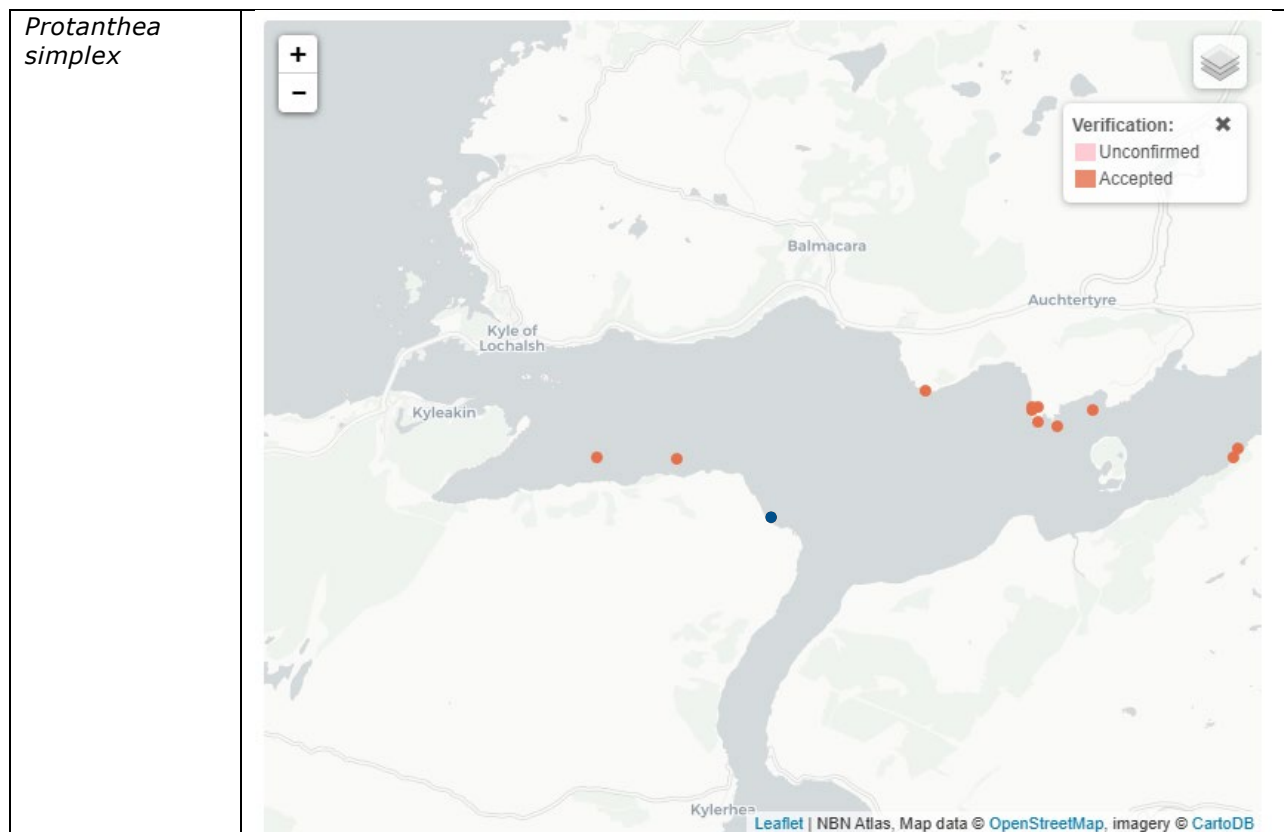 Protanthea
simplex
+
−
Verification: ✖
Unconfirmed
Accepted
Balmacara
Auchtertyre
Kyle of
Lochalsh
Kyleakin
Kylerhea
Leaflet | NBN Atlas, Map data © OpenStreetMap, imagery © CartoDB